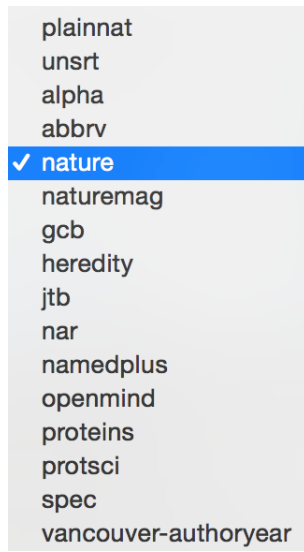 plainnat
unsrt
alpha
abbrv
✓ nature
naturemag
gcb
heredity
jtb
nar
namedplus
openmind
proteins
protsci
spec
vancouver-authoryear